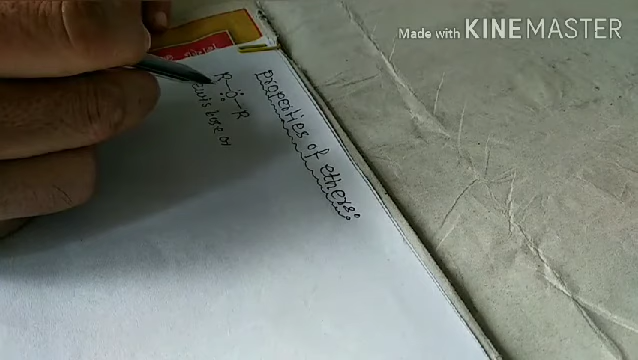 Made with KINEMASTER
Properties of ethers:
R-Ö-R
Lewis base or